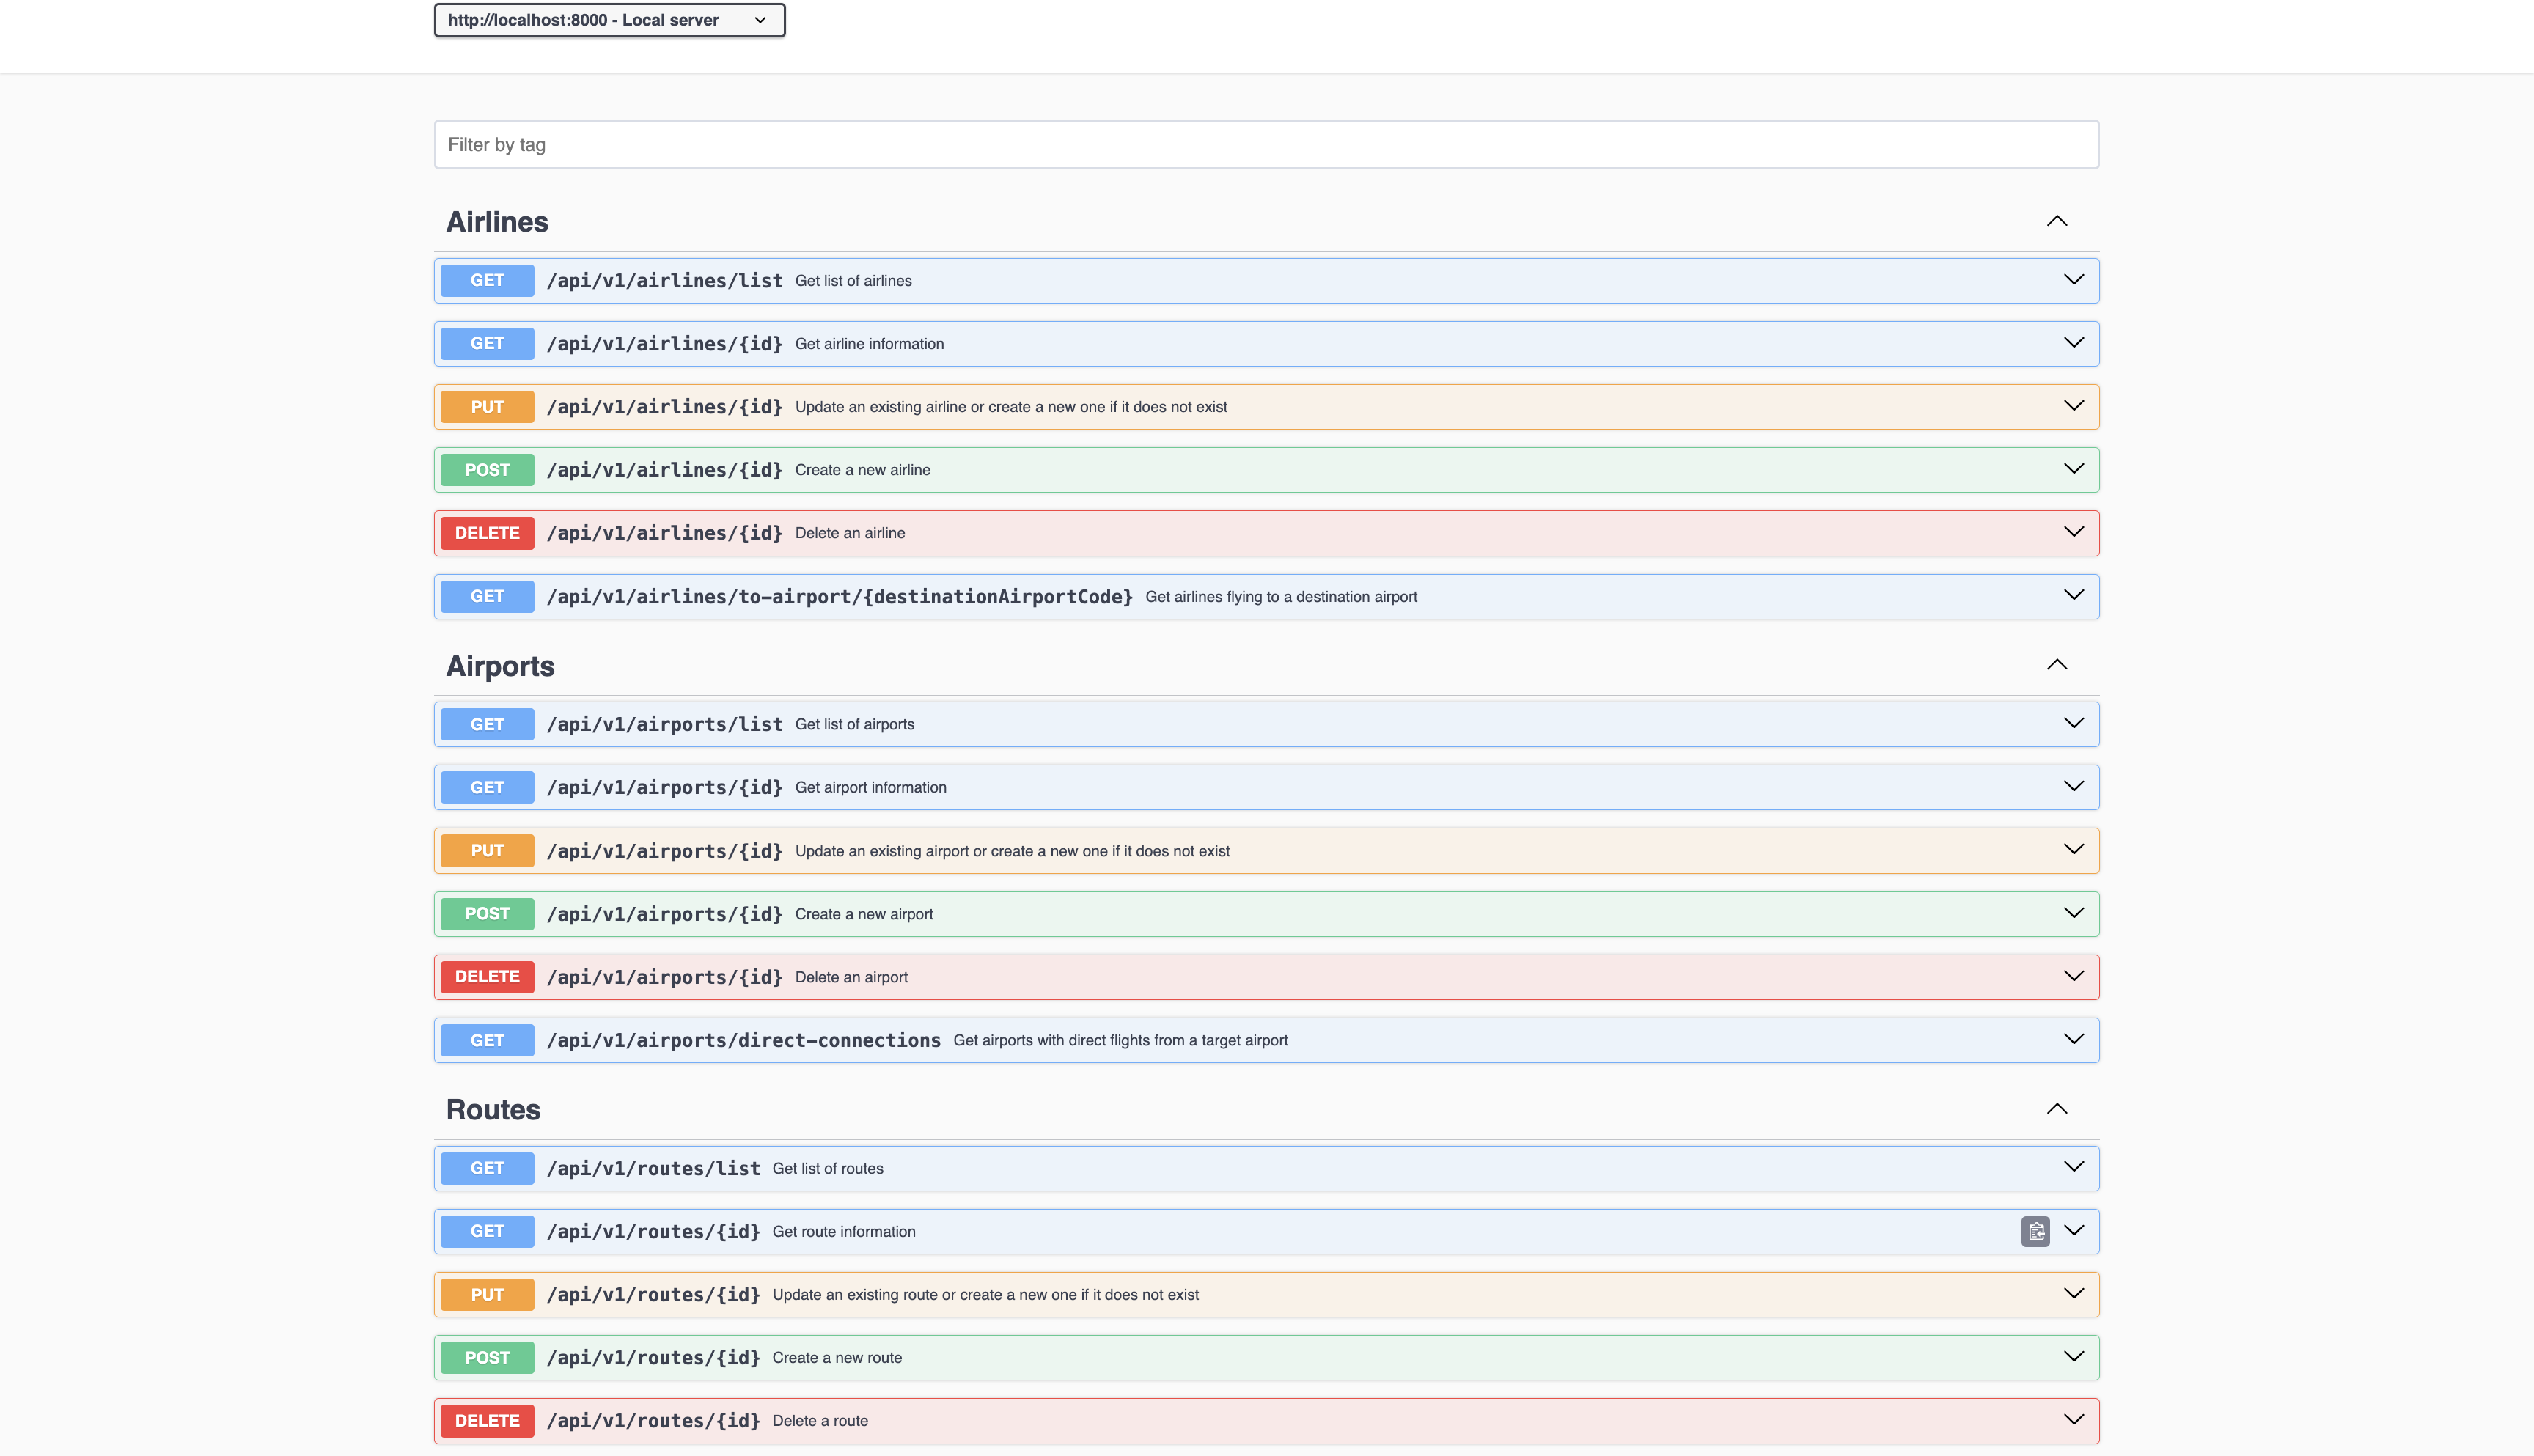 http://localhost:8000 - Local server
Filter by tag
Airlines
GET /api/v1/airlines/list Get list of airlines
GET /api/v1/airlines/{id} Get airline information
PUT /api/v1/airlines/{id} Update an existing airline or create a new one if it does not exist
POST /api/v1/airlines/{id} Create a new airline
DELETE /api/v1/airlines/{id} Delete an airline
GET /api/v1/airlines/to-airport/{destinationAirportCode} Get airlines flying to a destination airport
Airports
GET /api/v1/airports/list Get list of airports
GET /api/v1/airports/{id} Get airport information
PUT /api/v1/airports/{id} Update an existing airport or create a new one if it does not exist
POST /api/v1/airports/{id} Create a new airport
DELETE /api/v1/airports/{id} Delete an airport
GET /api/v1/airports/direct-connections Get airports with direct flights from a target airport
Routes
GET /api/v1/routes/list Get list of routes
GET /api/v1/routes/{id} Get route information
PUT /api/v1/routes/{id} Update an existing route or create a new one if it does not exist
POST /api/v1/routes/{id} Create a new route
DELETE /api/v1/routes/{id} Delete a route